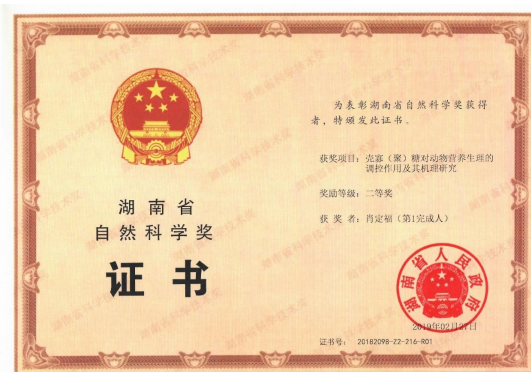 湖南省
自然科学奖
证书
为表彰湖南省自然科学奖获得
者，特颁发此证书。
获奖项目：壳寡（聚）糖对动物营养生理的
调控作用及其机理研究
奖励等级：二等奖
获 奖 者：肖定福（第1完成人）
湖南省人民政府
2019年02月27日
证书号： 20182098-Z2-216-R01